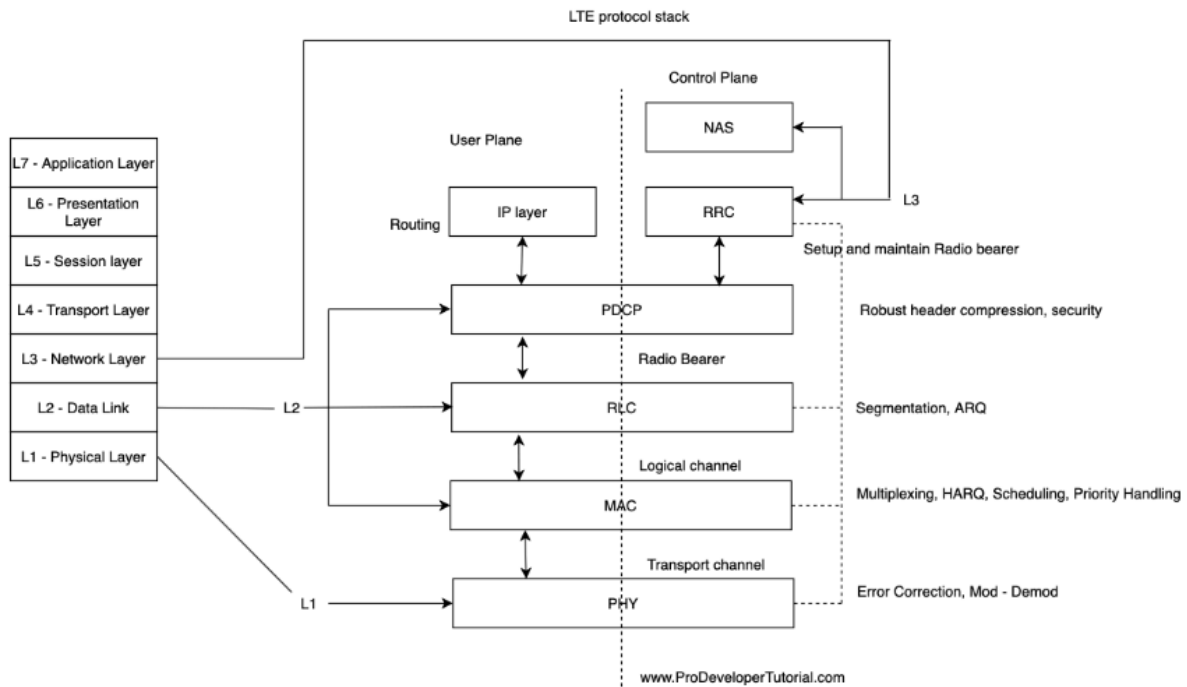 LTE protocol stack
Control Plane
NAS
User Plane
L7 - Application Layer
L6 - Presentation
Layer
L5 - Session layer
L4 - Transport Layer
L3 - Network Layer
L2 - Data Link
L1 - Physical Layer
IP layer
Routing
RRC
L3
Setup and maintain Radio bearer
PDCP
Robust header compression, security
Radio Bearer
L2
RLC
Segmentation, ARQ
Logical channel
MAC
Multiplexing, HARQ, Scheduling, Priority Handling
Transport channel
L1
PHY
Error Correction, Mod - Demod
www.ProDeveloperTutorial.com